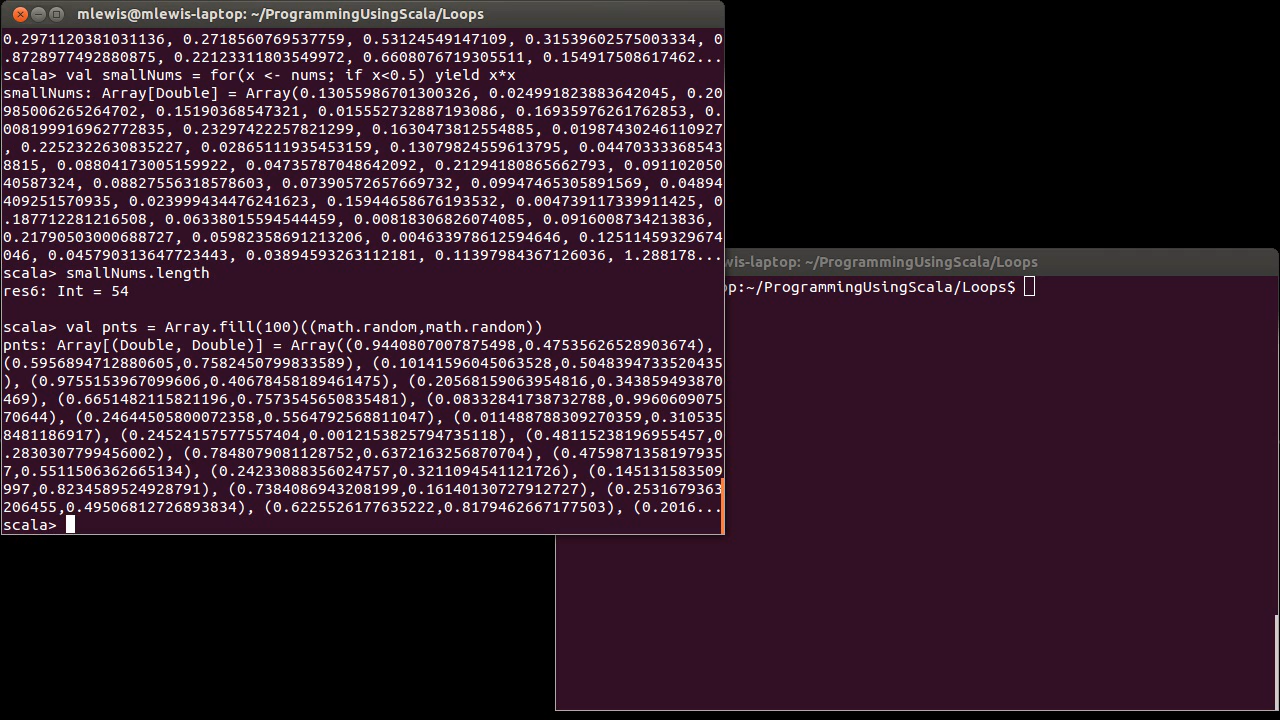 mlewis@mlewis-laptop: ~/ProgrammingUsingScala/Loops
0.2971120381031136, 0.2718560769537759, 0.53124549147109, 0.31539602575003334, 0
.8728977492880875, 0.22123311803549972, 0.6608076719305511, 0.154917508617462...
scala> val smallNums = for(x <- nums; if x<0.5) yield x*x
smallNums: Array[Double] = Array(0.13055986701300326, 0.024991823883642045, 0.20
985006265264702, 0.15190368547321, 0.015552732887193086, 0.16935976261762853, 0.
008199916962772835, 0.23297422257821299, 0.1630473812554885, 0.01987430246110927
, 0.2252322630835227, 0.02865111935453159, 0.13079824559613795, 0.04470333368543
8815, 0.08804173005159922, 0.04735787048642092, 0.21294180865662793, 0.091102050
40587324, 0.08827556318578603, 0.07390572657669732, 0.09947465305891569, 0.04894
409251570935, 0.023999434476241623, 0.15944658676193532, 0.004739117339911425, 0
.187712281216508, 0.06338015594544459, 0.00818306826074085, 0.0916008734213836,
0.21790503000688727, 0.05982358691213206, 0.004633978612594646, 0.12511459329674
046, 0.045790313647723443, 0.03894593263112181, 0.11397984367126036, 1.288178...
scala> smallNums.length
res6: Int = 54
scala> val pnts = Array.fill(100)((math.random,math.random))
pnts: Array[(Double, Double)] = Array((0.9440807007875498,0.47535626528903674),
(0.5956894712880605,0.7582450799833589), (0.10141596045063528,0.5048394733520435
), (0.9755153967099606,0.40678458189461475), (0.20568159063954816,0.343859493870
469), (0.6651482115821196,0.7573545650835481), (0.08332841738732788,0.9960609075
70644), (0.24644505800072358,0.5564792568811047), (0.011488788309270359,0.310535
8481186917), (0.24524157577557404,0.0012153825794735118), (0.48115238196955457,0
.2830307799456002), (0.7848079081128752,0.6372163256870704), (0.4759871358197935
7,0.5511506362665134), (0.24233088356024757,0.3211094541121726), (0.145131583509
997,0.8234589524928791), (0.7384086943208199,0.16140130727912727), (0.2531679363
206455,0.49506812726893834), (0.6225526177635222,0.8179462667177503), (0.2016...
scala>
wis-laptop: ~/ProgrammingUsingScala/Loops
op:~/ProgrammingUsingScala/Loops$